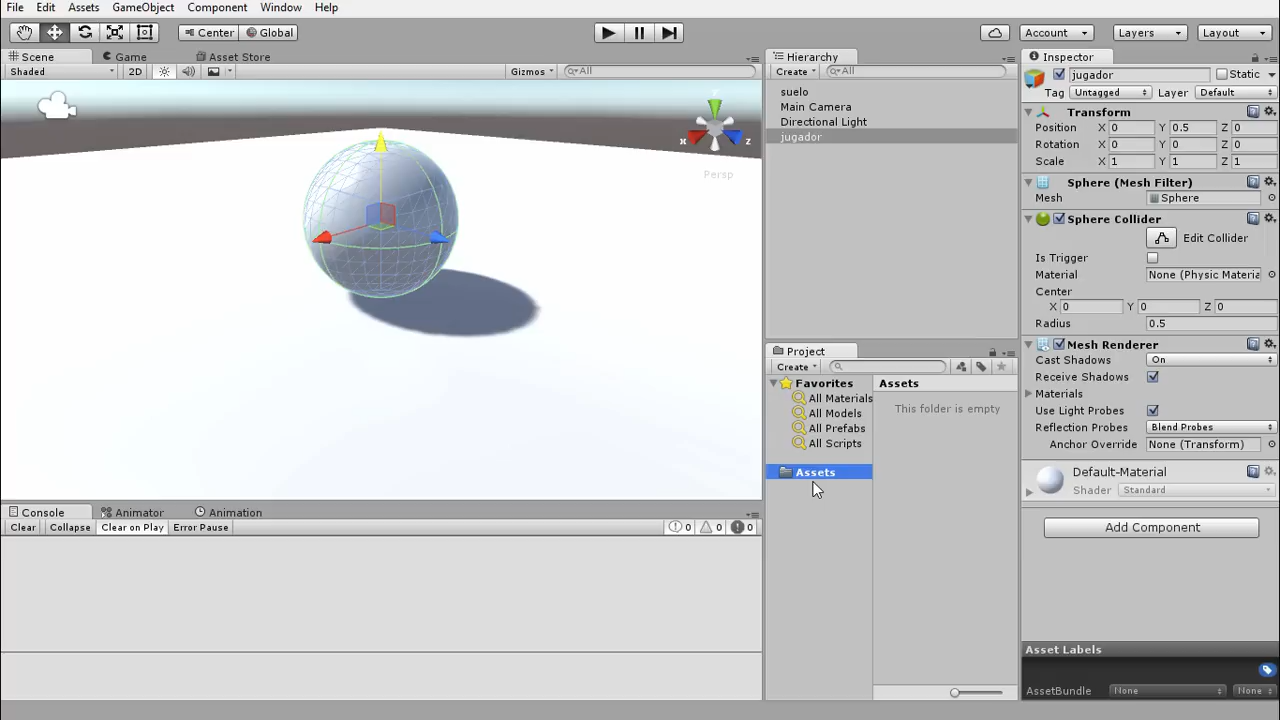 File Edit Assets GameObject Component Window Help
Center Global Account Layers Layout
Scene Game Asset Store
Shaded 2D Gizmos All
y
x z
Persp
Hierarchy
Create All
suelo
Main Camera
Directional Light
jugador
Project
Create
Favorites
All Materials
All Models
All Prefabs
All Scripts
Assets
Assets
This folder is empty
Console Animator Animation
Clear Collapse Clear on Play Error Pause 0 0 0
Inspector
jugador Static
Tag Untagged Layer Default
Transform
Position X 0 Y 0.5 Z 0
Rotation X 0 Y 0 Z 0
Scale X 1 Y 1 Z 1
Sphere (Mesh Filter)
Mesh Sphere
Sphere Collider
Edit Collider
Is Trigger
Material None (Physic Materia
Center
X 0 Y 0 Z 0
Radius 0.5
Mesh Renderer
Cast Shadows On
Receive Shadows
Materials
Use Light Probes
Reflection Probes Blend Probes
Anchor Override None (Transform)
Default-Material
Shader Standard
Add Component
Asset Labels
AssetBundle None None